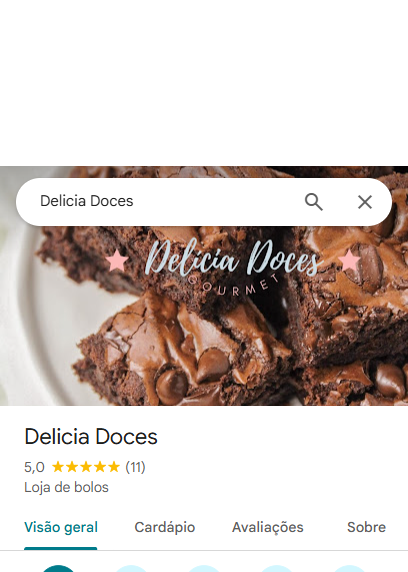 Delicia Doces
Delicia Doces
GOURMET
Delicia Doces
5,0 (11)
Loja de bolos
Visão geral Cardápio Avaliações Sobre